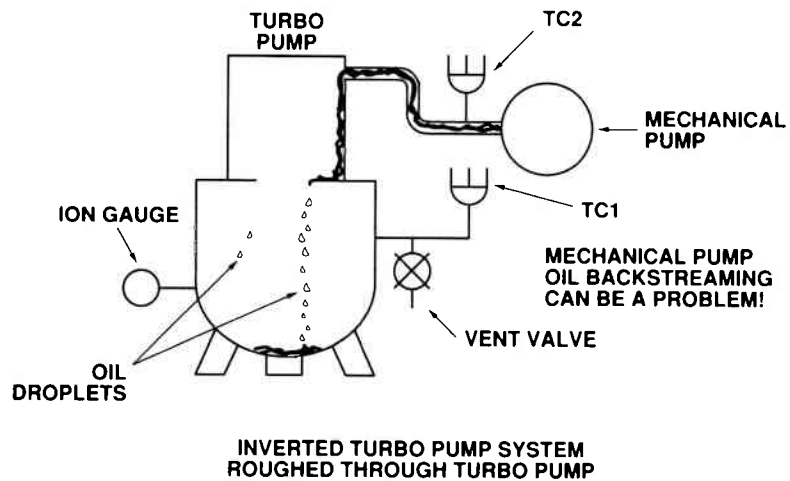 TURBO
PUMP
TC2
MECHANICAL
PUMP
TC1
ION GAUGE
MECHANICAL PUMP
OIL BACKSTREAMING
CAN BE A PROBLEM!
VENT VALVE
OIL
DROPLETS
INVERTED TURBO PUMP SYSTEM
ROUGHED THROUGH TURBO PUMP